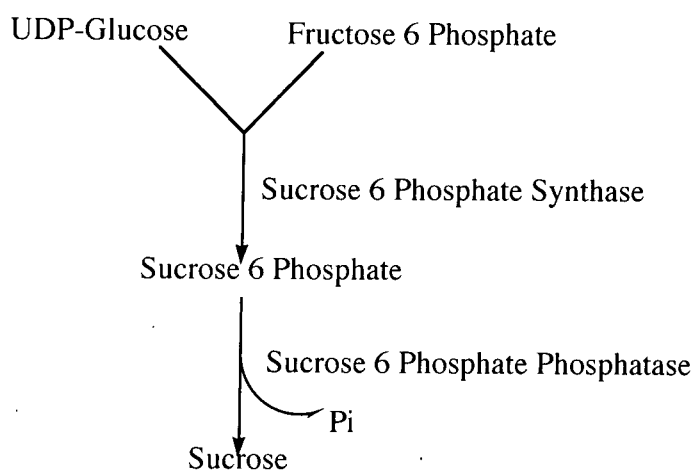 UDP-Glucose
Fructose 6 Phosphate
Sucrose 6 Phosphate Synthase
Sucrose 6 Phosphate
Sucrose 6 Phosphate Phosphatase
Pi
Sucrose